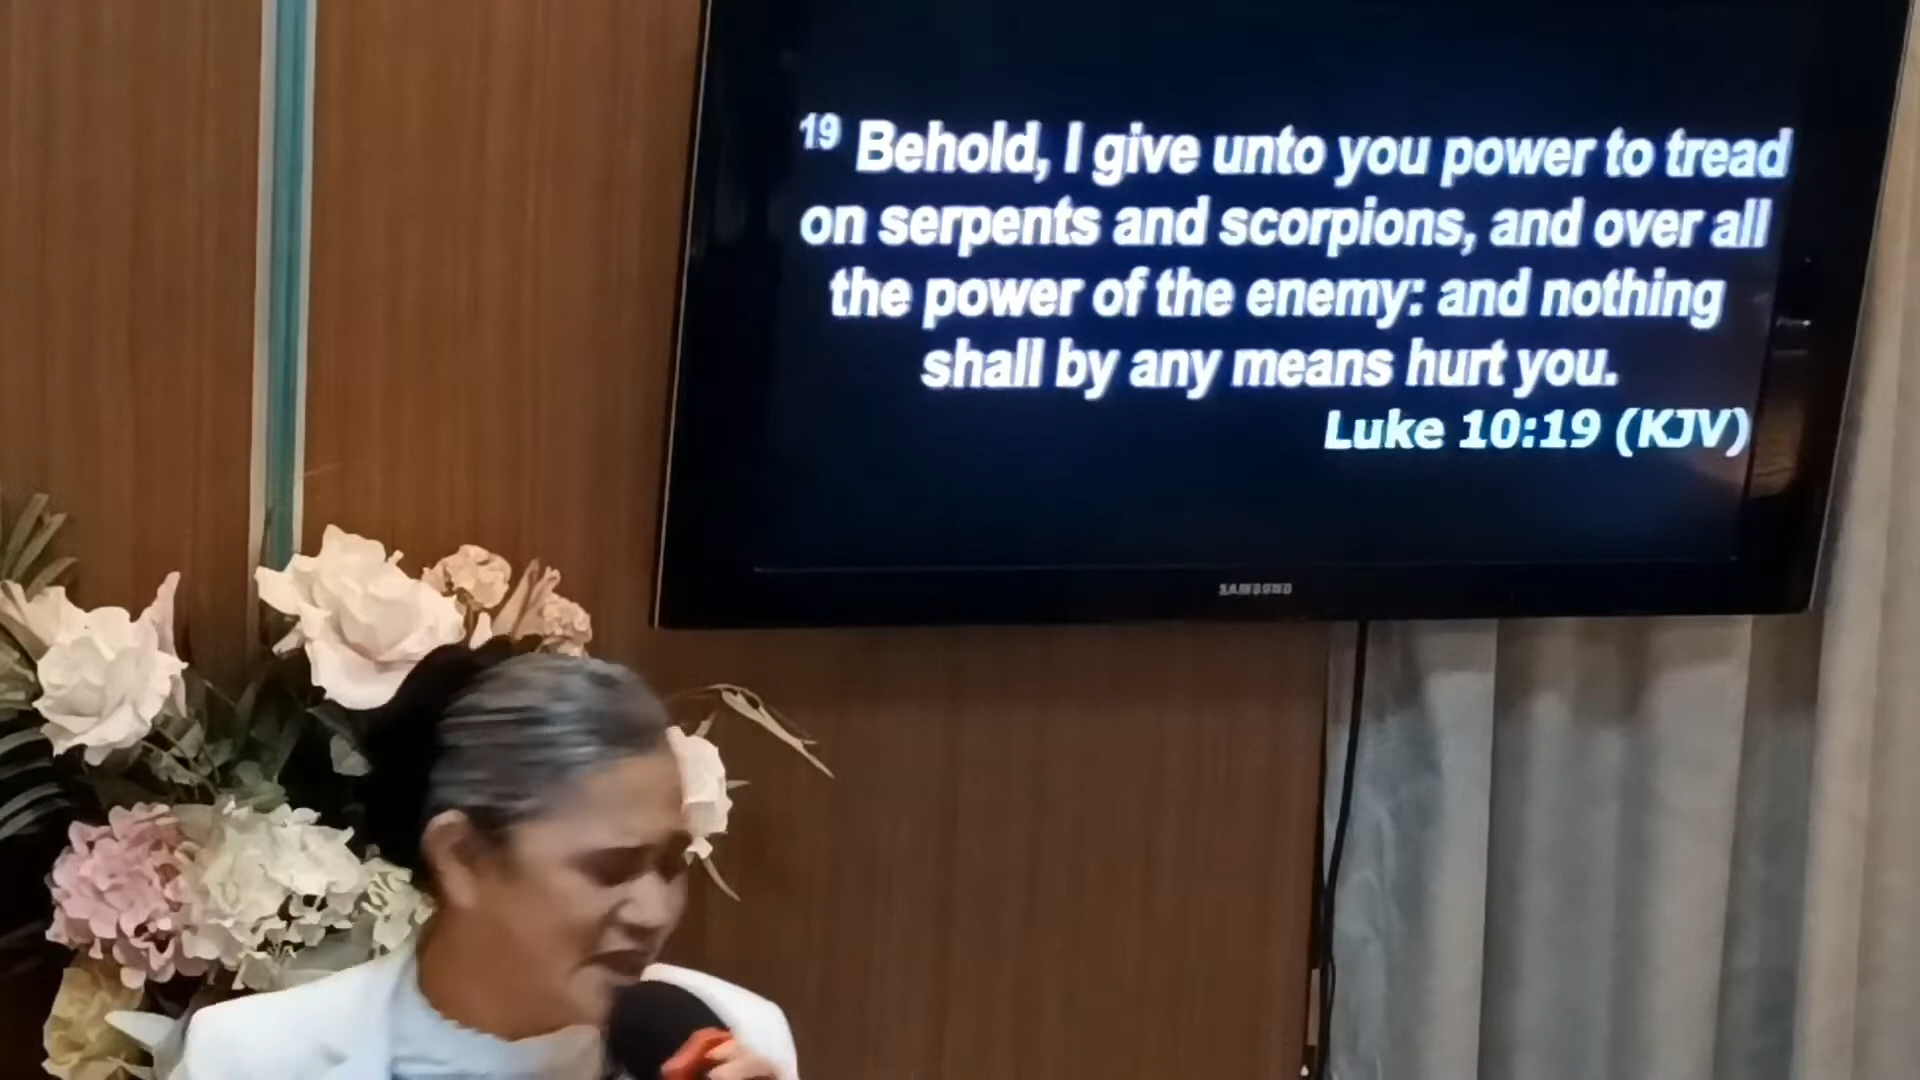 19 Behold, I give unto you power to tread
on serpents and scorpions, and over all
the power of the enemy: and nothing
shall by any means hurt you.
Luke 10:19 (KJV)
SAMSUNG